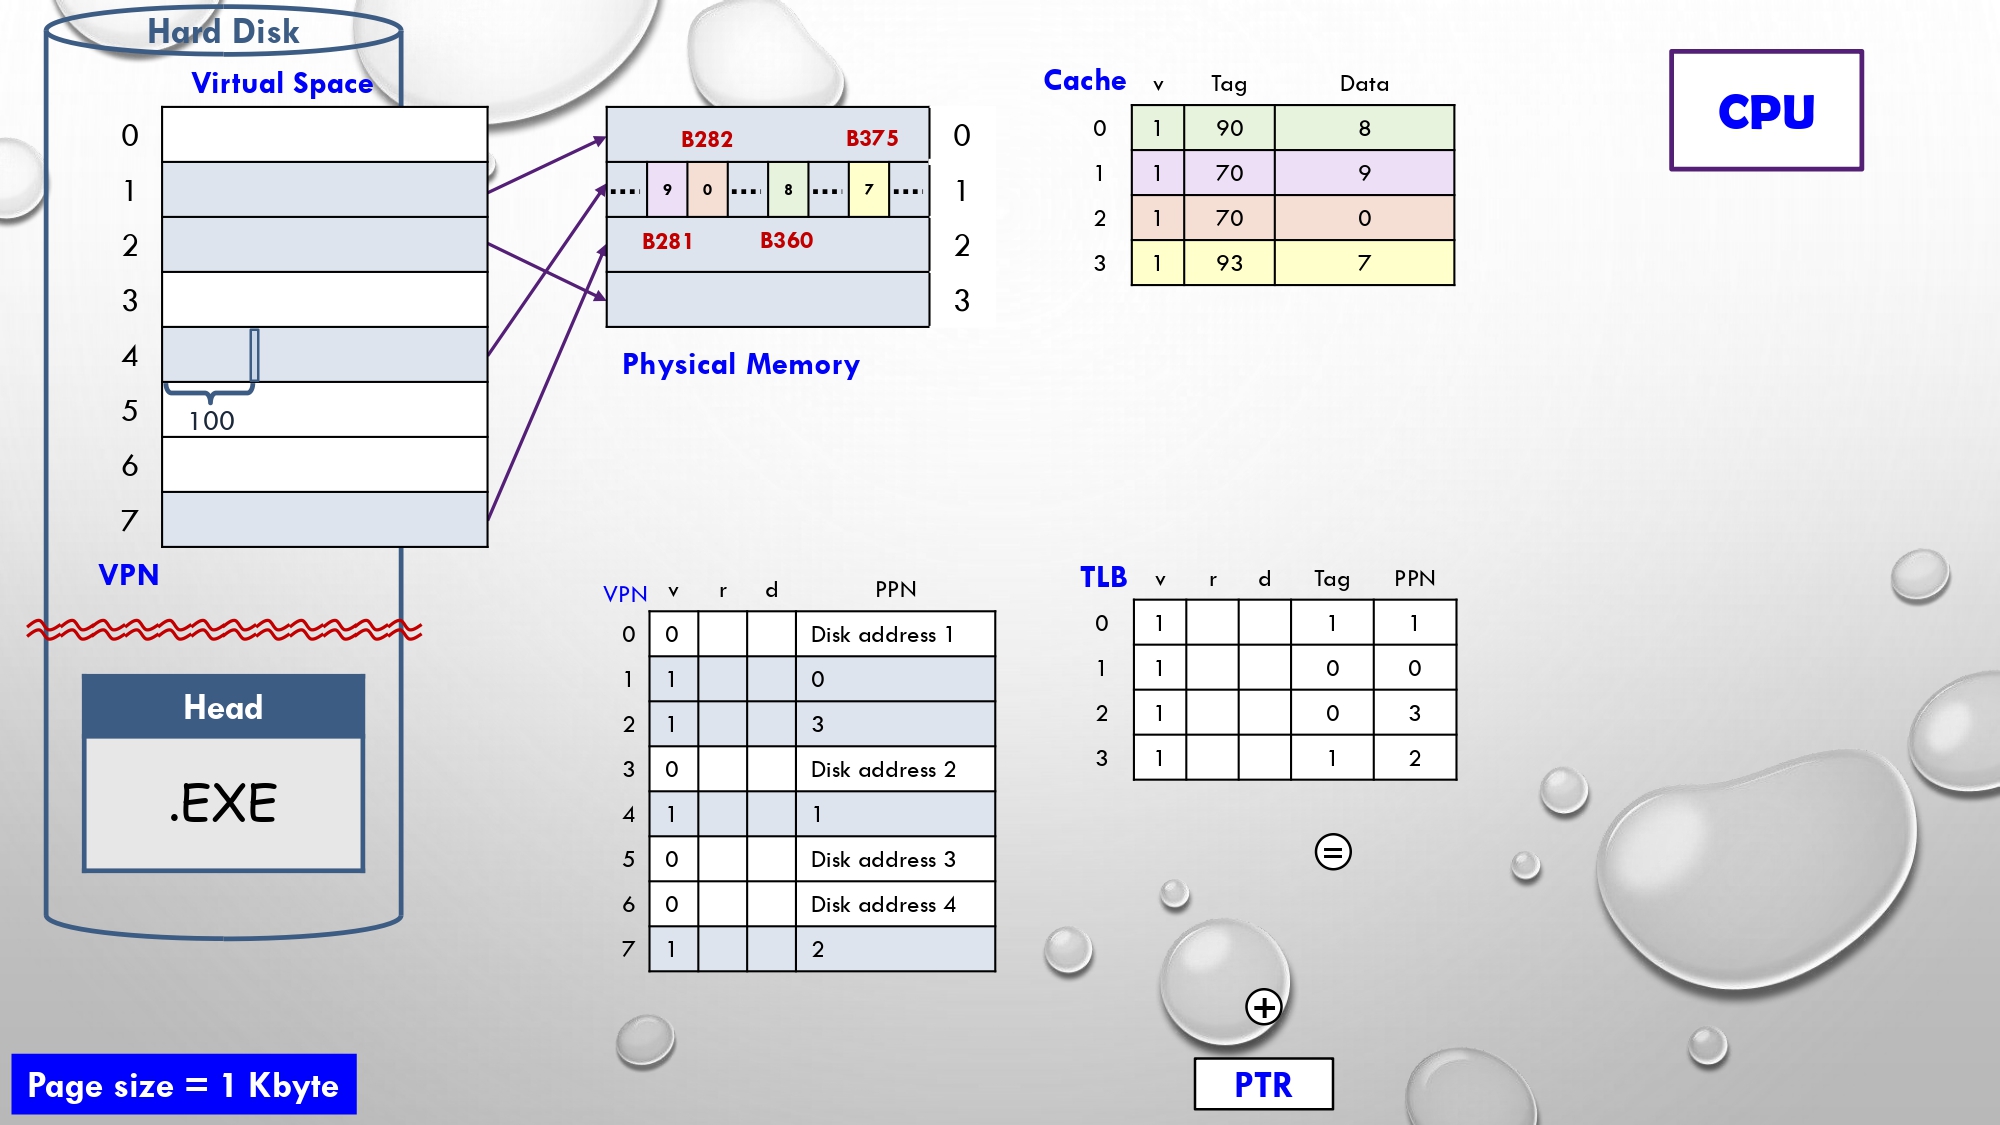 Hard Disk
Virtual Space
0
1
2
3
4
100
5
6
7
VPN
Head
.EXE
Page size = 1 Kbyte
B282 B375 0
.... 9 0 .... 8 .... 7 .... 1
B281 B360 2
3
Physical Memory
Cache v Tag Data
0 1 90 8
1 1 70 9
2 1 70 0
3 1 93 7
CPU
VPN v r d PPN
0 0 Disk address 1
1 1 0
2 1 3
3 0 Disk address 2
4 1 1
5 0 Disk address 3
6 0 Disk address 4
7 1 2
TLB v r d Tag PPN
0 1 1 1
1 1 0 0
2 1 0 3
3 1 1 2
=
+
PTR